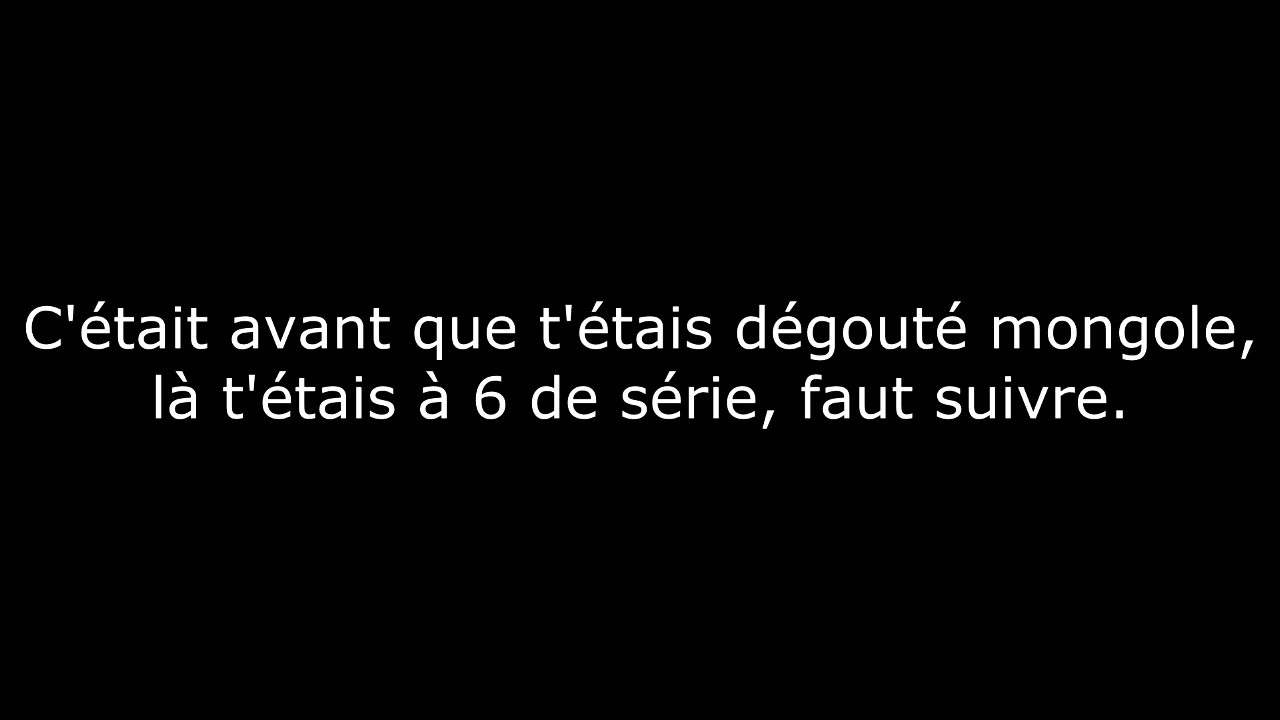 C'était avant que t'étais dégouté mongole,
là t'étais à 6 de série, faut suivre.